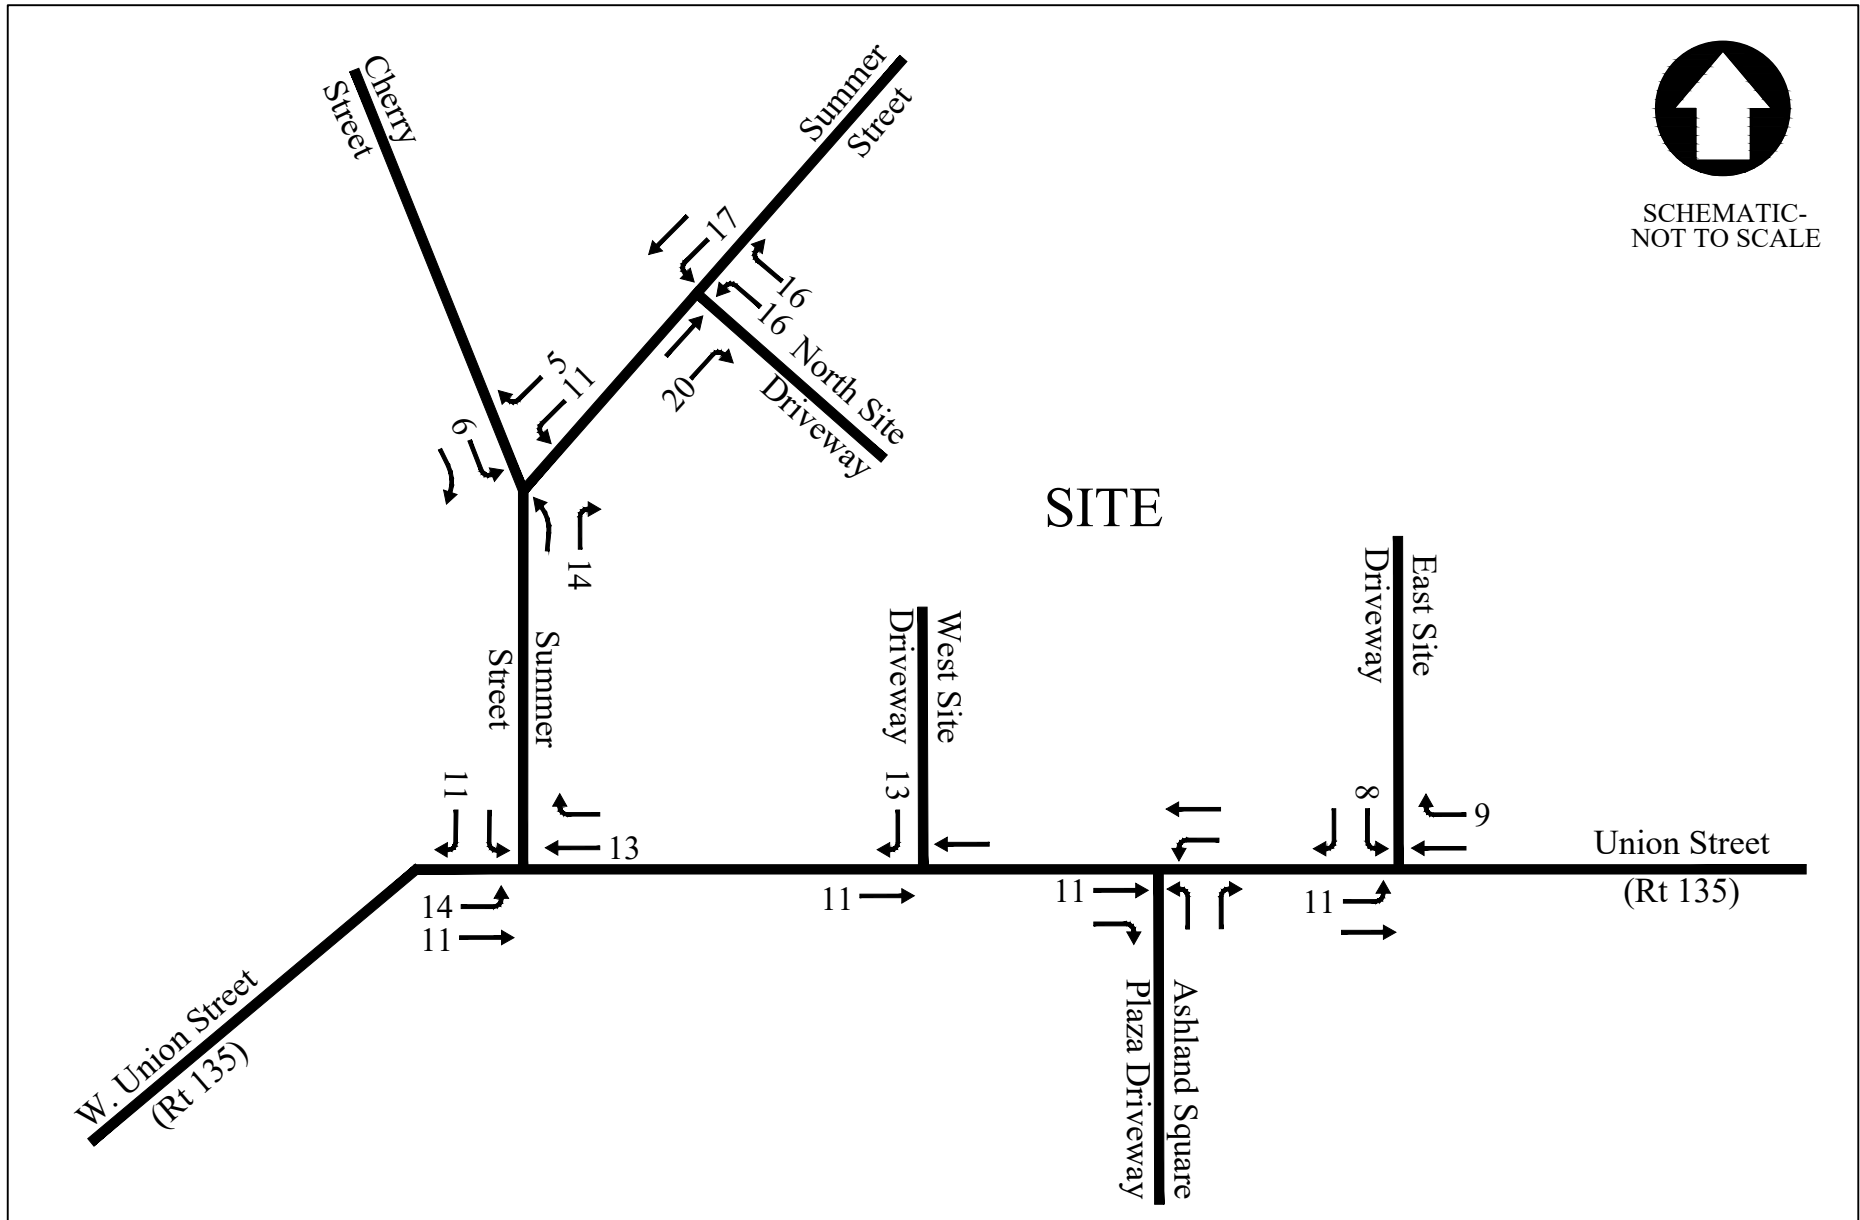 Cherry
Street
Summer
Street
SCHEMATIC-
NOT TO SCALE
17
16
16
North Site
Driveway
20
5
11
6
14
SITE
Summer
Street
West Site
Driveway
East Site
Driveway
11
13
13
8
9
Union Street
(Rt 135)
14
11
11
11
11
Ashland Square
Plaza Driveway
W. Union Street
(Rt 135)